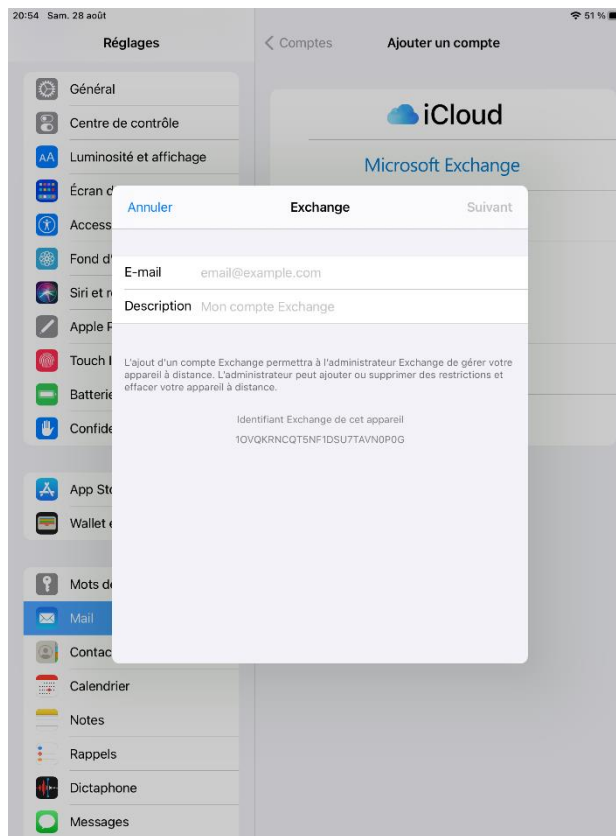 20:54 Sam. 28 août
51 %
Réglages
Comptes
Ajouter un compte
Général
Centre de contrôle
Luminosité et affichage
Écran d
Access
Fond d'
Siri et r
Apple P
Touch I
Batterie
Confide
App Sto
Wallet e
Mots de
Mail
Contac
Calendrier
Notes
Rappels
Dictaphone
Messages
iCloud
Microsoft Exchange
Annuler
Exchange
Suivant
E-mail email@example.com
Description Mon compte Exchange
L'ajout d'un compte Exchange permettra à l'administrateur Exchange de gérer votre
appareil à distance. L'administrateur peut ajouter ou supprimer des restrictions et
effacer votre appareil à distance.
Identifiant Exchange de cet appareil
1OVQKRNCQT5NF1DSU7TAVN0P0G